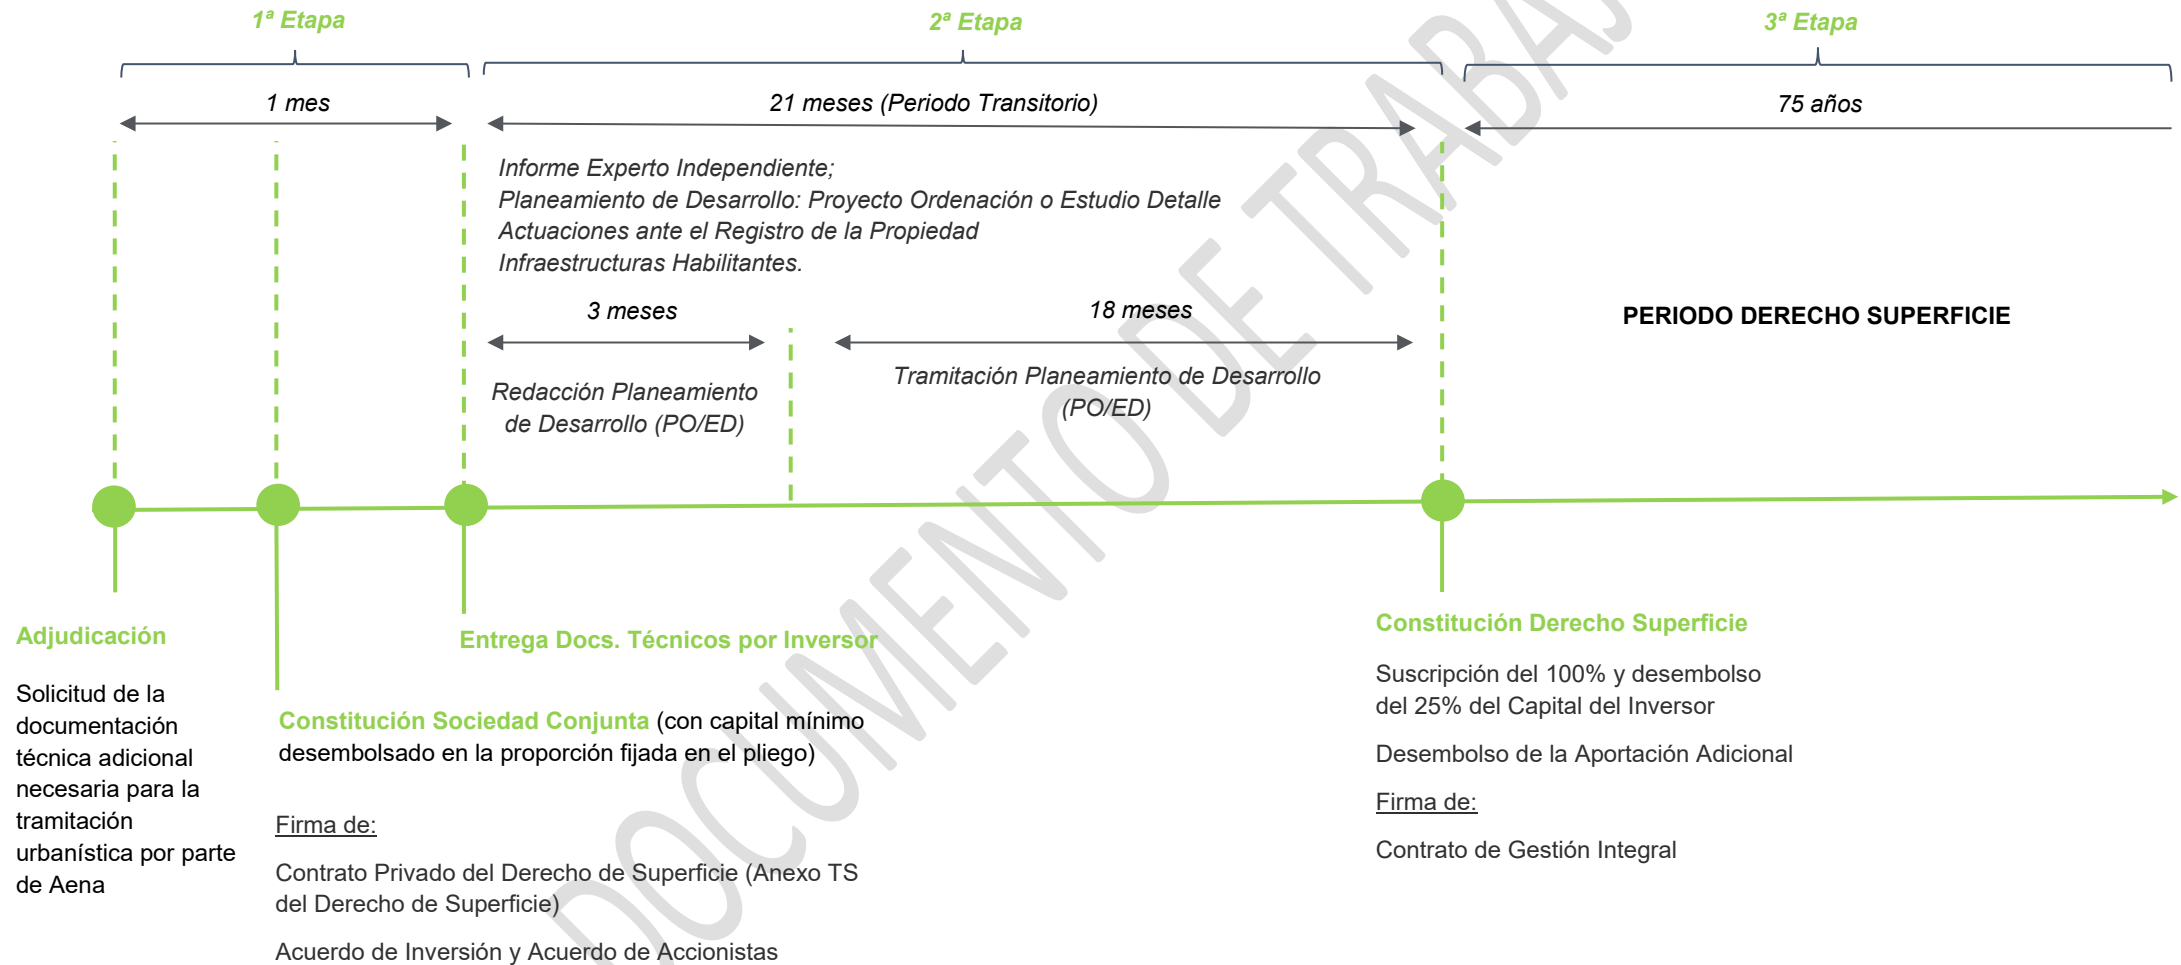 1ª Etapa
2ª Etapa
3ª Etapa
1 mes
21 meses (Periodo Transitorio)
75 años
Informe Experto Independiente;
Planeamiento de Desarrollo: Proyecto Ordenación o Estudio Detalle
Actuaciones ante el Registro de la Propiedad
Infraestructuras Habilitantes.
3 meses
18 meses
PERIODO DERECHO SUPERFICIE
Redacción Planeamiento
de Desarrollo (PO/ED)
Tramitación Planeamiento de Desarrollo
(PO/ED)
Adjudicación
Solicitud de la
documentación
técnica adicional
necesaria para la
tramitación
urbanística por parte
de Aena
Constitución Sociedad Conjunta (con capital mínimo
desembolsado en la proporción fijada en el pliego)
Firma de:
Contrato Privado del Derecho de Superficie (Anexo TS
del Derecho de Superficie)
Acuerdo de Inversión y Acuerdo de Accionistas
Entrega Docs. Técnicos por Inversor
Constitución Derecho Superficie
Suscripción del 100% y desembolso
del 25% del Capital del Inversor
Desembolso de la Aportación Adicional
Firma de:
Contrato de Gestión Integral
DOCUMENTO DE TRABAJ